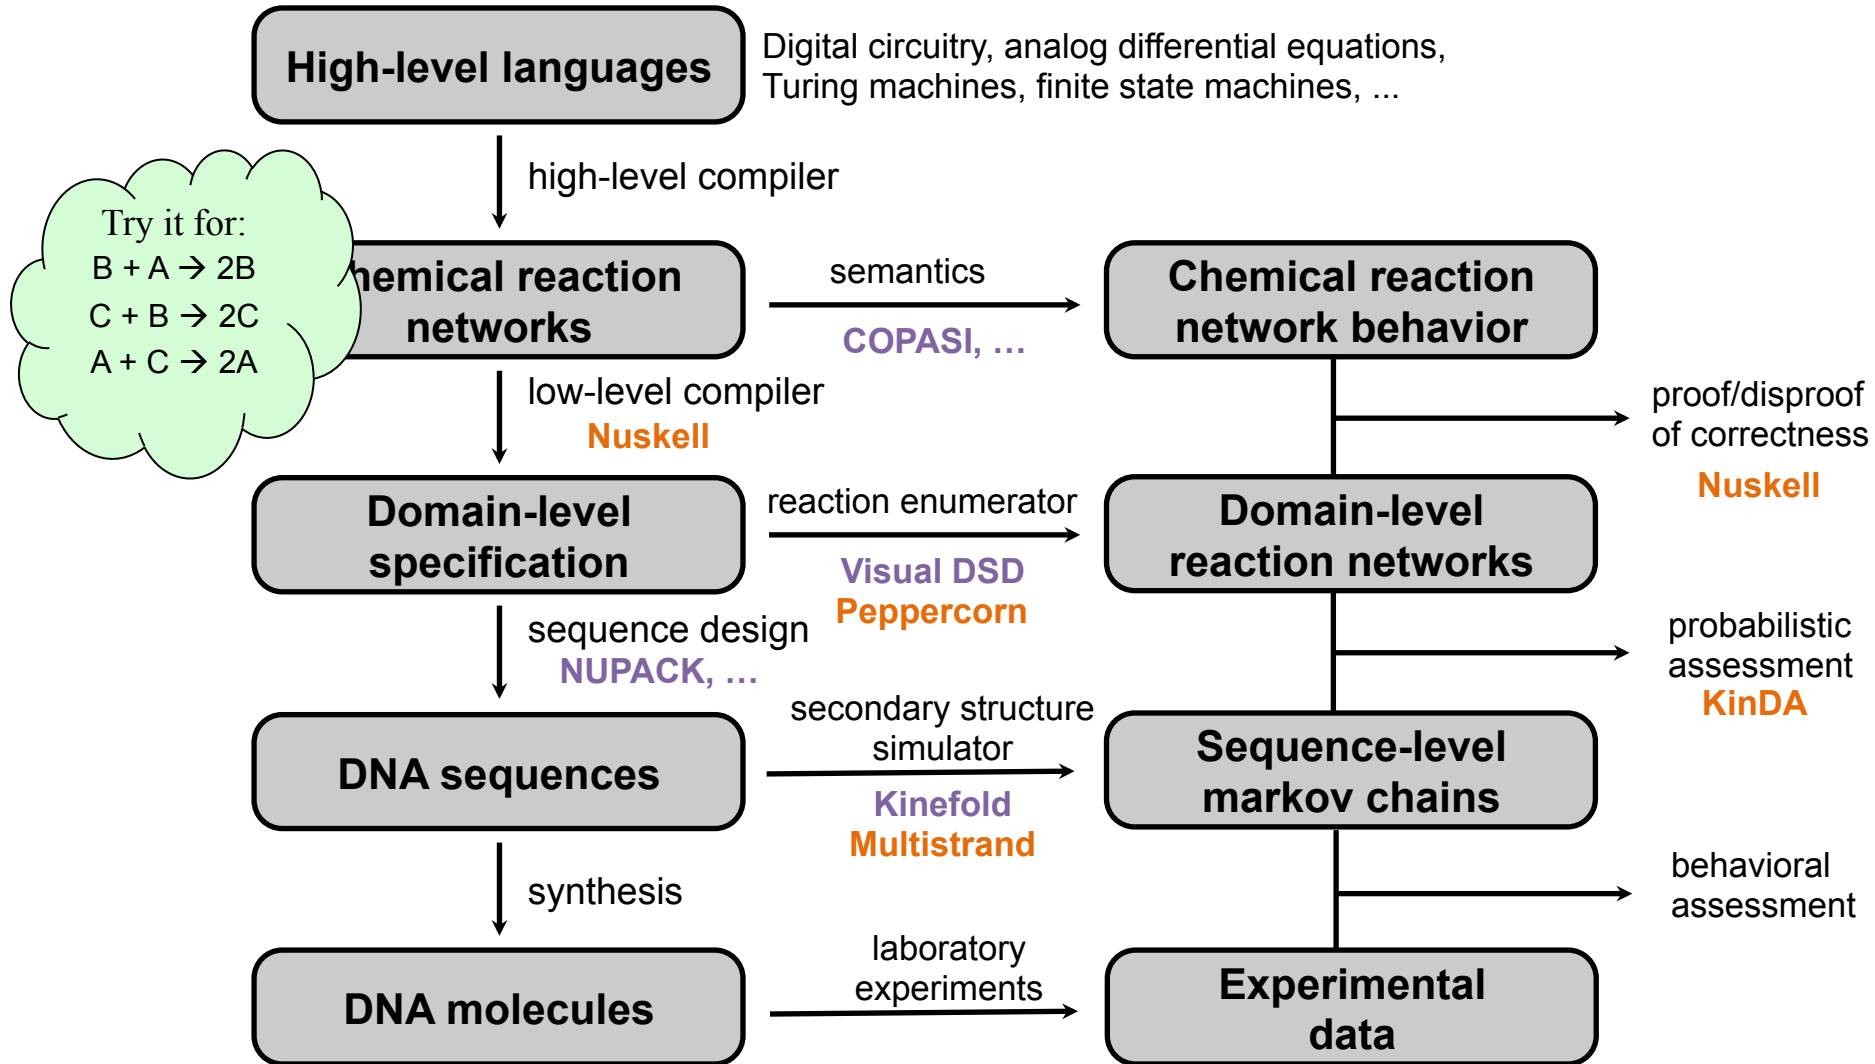 High-level languages
Digital circuitry, analog differential equations,
Turing machines, finite state machines, ...
high-level compiler
Try it for:
B + A → 2B
C + B → 2C
A + C → 2A
hemical reaction
networks
semantics
COPASI, …
Chemical reaction
network behavior
low-level compiler
Nuskell
proof/disproof
of correctness
Nuskell
Domain-level
specification
reaction enumerator
Visual DSD
Peppercorn
Domain-level
reaction networks
sequence design
NUPACK, …
probabilistic
assessment
KinDA
DNA sequences
secondary structure
simulator
Kinefold
Multistrand
Sequence-level
markov chains
synthesis
behavioral
assessment
DNA molecules
laboratory
experiments
Experimental
data